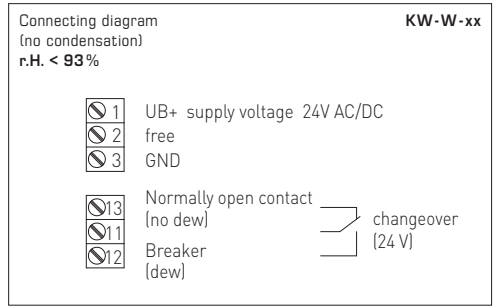 Connecting diagram KW-W-xx
(no condensation)
r.H. < 93%
1 UB+ supply voltage 24V AC/DC
2 free
3 GND
13 Normally open contact
(no dew)
11
changeover
(24 V)
12 Breaker
(dew)